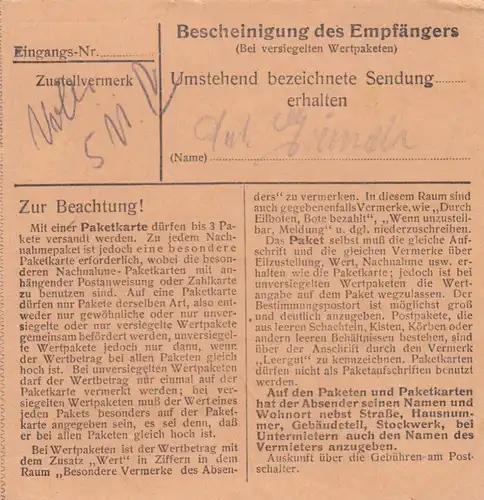 Eingangs-Nr.
Zustellvermerk
5 VI.
Bescheinigung des Empfängers
(Bei versiegelten Wertpaketen)
Umstehend bezeichnete Sendung
erhalten
(Name)
Zur Beachtung!
Mit einer Paketkarte dürfen bis 3 Pa-
kete versandt werden. Zu jedem Nach-
nahmepaket ist jedoch eine besondere
Paketkarte erforderlich, wobei die beson-
deren Nachnahme-Paketkarten mit an-
hängender Postanweisung oder Zahlkarte
zu benutzen sind. Auf eine Paketkarte
dürfen nur Pakete derselben Art, also ent-
weder nur gewöhnliche oder nur unver-
siegelte oder nur versiegelte Wertpakete
gemeinsam befördert werden, unversiegel-
te Wertpakete jedoch nur dann, wenn
der Wertbetrag bei allen Paketen gleich
hoch ist. Bei unversiegelten Wertpaketen
darf der Wertbetrag nur einmal auf der
Paketkarte vermerkt werden; bei ver-
siegelten Wertpaketen muß der Wert eines
jeden Pakets besonders auf der Paket-
karte angegeben sein, es sei denn, daß
er bei allen Paketen gleich hoch ist.
Bei Wertpaketen ist der Wertbetrag mit
dem Zusatz „Wert" in Ziffern in dem
Raum „Besondere Vermerke des Absen-
ders" zu vermerken. In diesem Raum sind
auch gegebenenfalls Vermerke, wie „Durch
Eilboten, Bote bezahlt", „Wenn unzustell-
bar, Meldung" u. dgl. niederzuschreiben.
Das Paket selbst muß die gleiche Auf-
schrift und die gleichen Vermerke über
Eilzustellung, Wert, Nachnahme usw. er-
halten wie die Paketkarte; jedoch ist bei
unversiegelten Wertpaketen die Wert-
angabe auf dem Paket wegzulassen. Der
Bestimmungspostort ist möglichst groß
und deutlich anzugeben. Postpakete, die
aus leeren Schachteln, Kisten, Körben oder
andern leeren Behältnissen bestehen, sind
über der Anschrift durch den Vermerk
„Leergut" zu kennzeichnen. Paketkarten
dürfen nicht als Paketaufschriften benutzt
werden.
Auf den Paketen und Paketkarten
hat der Absender seinen Namen und
Wohnort nebst Straße, Hausnum-
mer, Gebäudeteil, Stockwerk, bei
Untermietern auch den Namen des
Vermieters anzugeben.
Auskunft über die Gebühren am Post-
schalter.